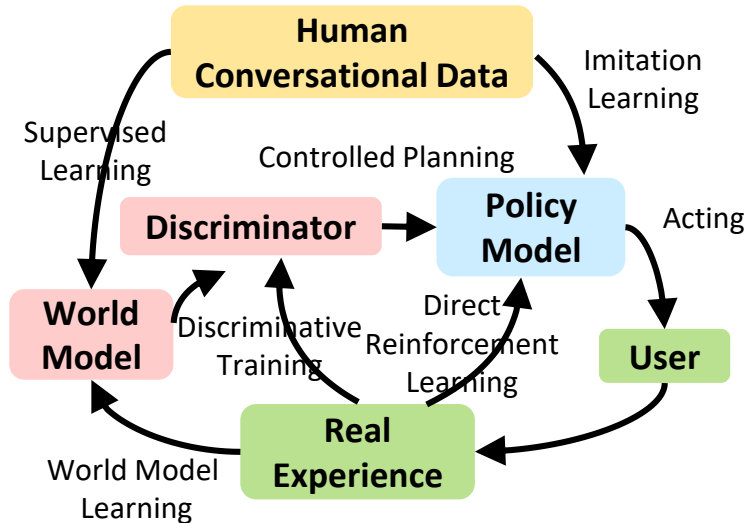 Human
Conversational Data
Imitation
Learning
Supervised
Learning
Controlled Planning
Discriminator
Policy
Model
Acting
World
Model
Discriminative
Training
Direct
Reinforcement
Learning
User
Real
Experience
World Model
Learning